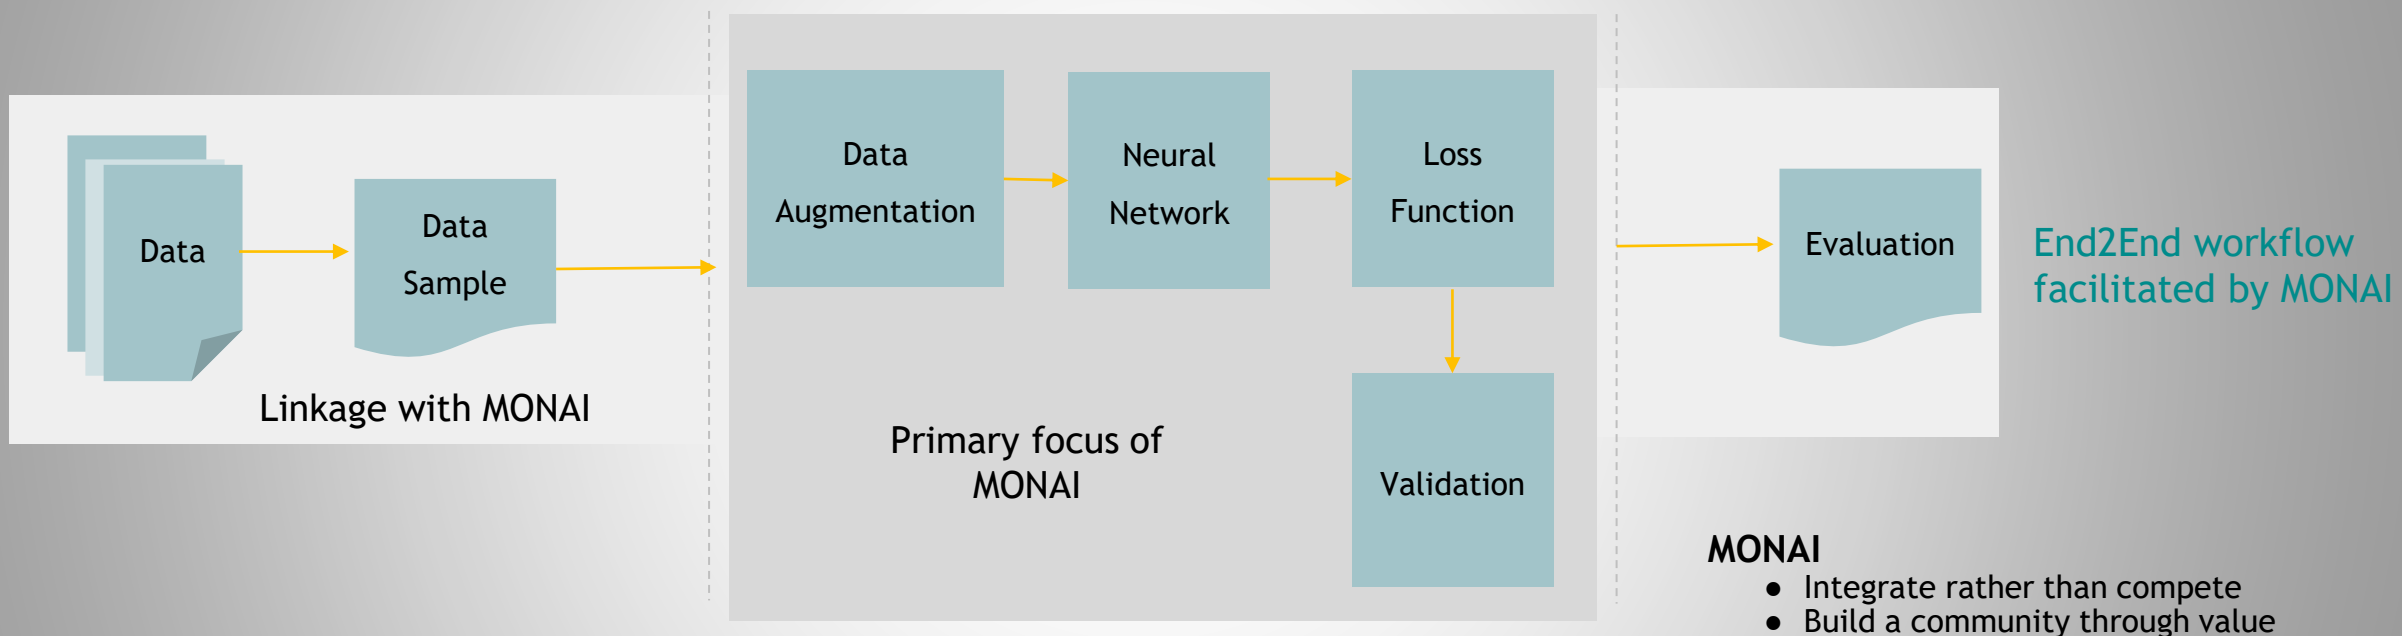 Data
Data
Sample
Linkage with MONAI
Data
Augmentation
Neural
Network
Loss
Function
Primary focus of
MONAI
Validation
Evaluation
End2End workflow
facilitated by MONAI
MONAI
● Integrate rather than compete
● Build a community through value